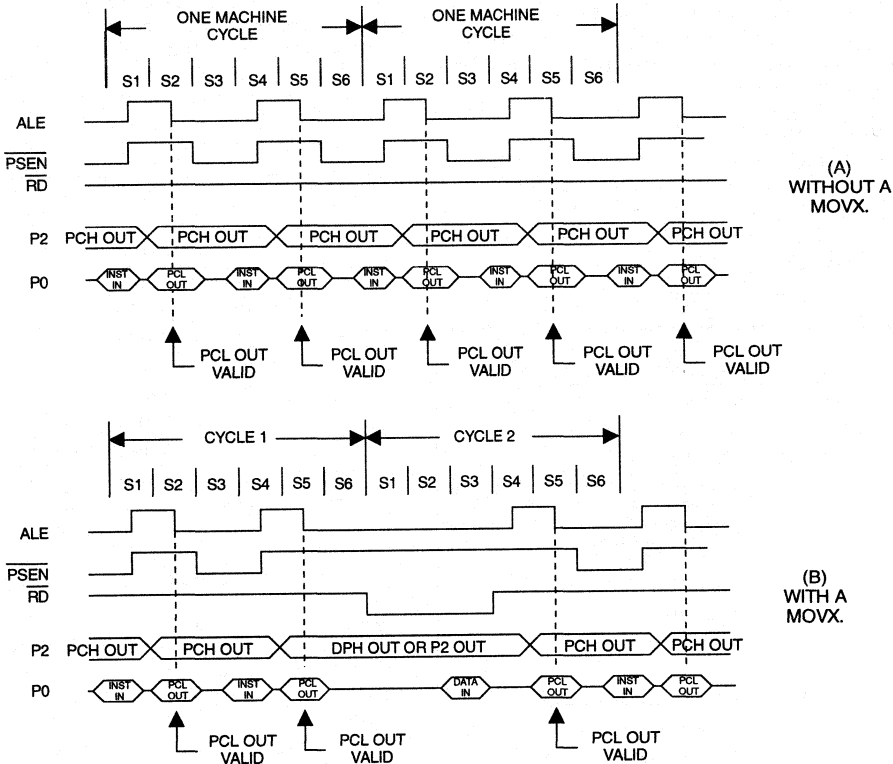 ONE MACHINE CYCLE
ONE MACHINE CYCLE
S1 S2 S3 S4 S5 S6 S1 S2 S3 S4 S5 S6
ALE
PSEN
RD
(A)
WITHOUT A
MOVX.
P2 PCH OUT PCH OUT PCH OUT PCH OUT PCH OUT PCH OUT
P0 INST IN PCL OUT INST IN PCL OUT INST IN PCL OUT INST IN PCL OUT INST IN PCL OUT
PCL OUT VALID PCL OUT VALID PCL OUT VALID PCL OUT VALID PCL OUT VALID
CYCLE 1 CYCLE 2
S1 S2 S3 S4 S5 S6 S1 S2 S3 S4 S5 S6
ALE
PSEN
RD
(B)
WITH A
MOVX.
P2 PCH OUT PCH OUT DPH OUT OR P2 OUT PCH OUT PCH OUT
P0 INST IN PCL OUT INST IN PCL OUT DATA IN PCL OUT INST IN PCL OUT
PCL OUT VALID PCL OUT VALID PCL OUT VALID